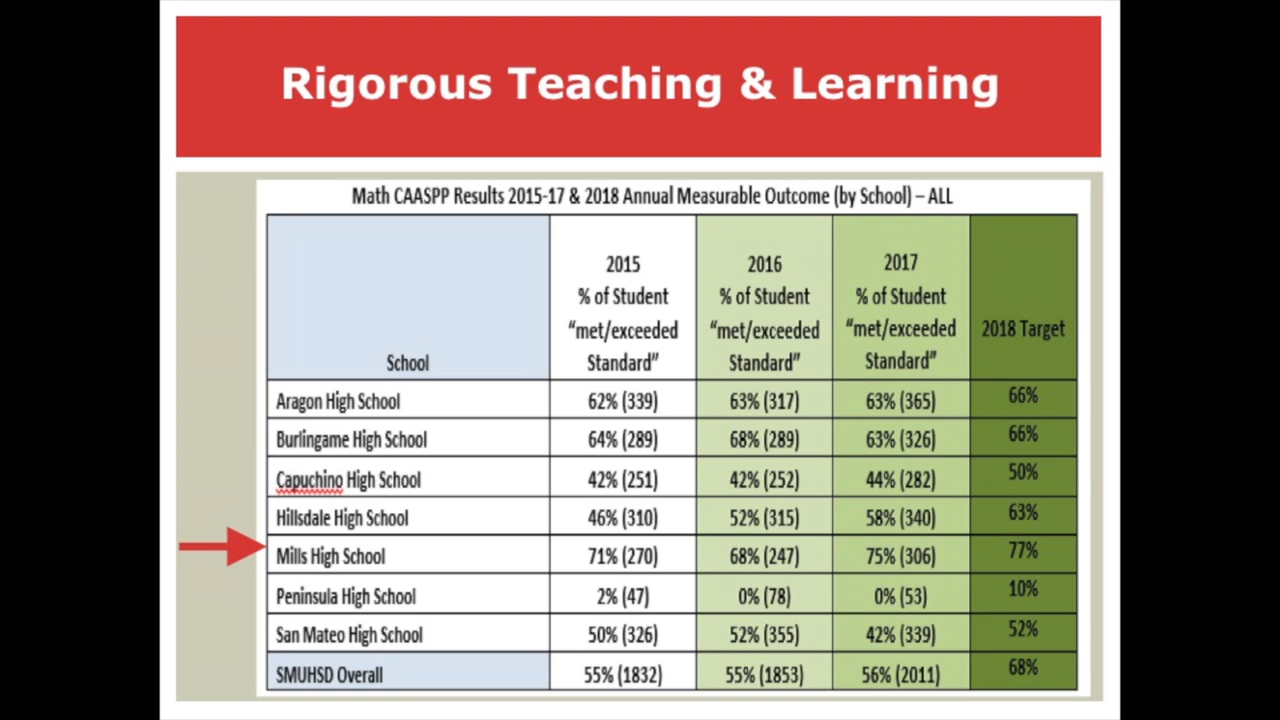 Rigorous Teaching & Learning
Math CAASPP Results 2015-17 & 2018 Annual Measurable Outcome (by School) – ALL
School
2015
% of Student
“met/exceeded
Standard”
2016
% of Student
“met/exceeded
Standard”
2017
% of Student
“met/exceeded
Standard”
2018 Target
Aragon High School 62% (339) 63% (317) 63% (365) 66%
Burlingame High School 64% (289) 68% (289) 63% (326) 66%
Capuchino High School 42% (251) 42% (252) 44% (282) 50%
Hillsdale High School 46% (310) 52% (315) 58% (340) 63%
Mills High School 71% (270) 68% (247) 75% (306) 77%
Peninsula High School 2% (47) 0% (78) 0% (53) 10%
San Mateo High School 50% (326) 52% (355) 42% (339) 52%
SMUHSD Overall 55% (1832) 55% (1853) 56% (2011) 68%